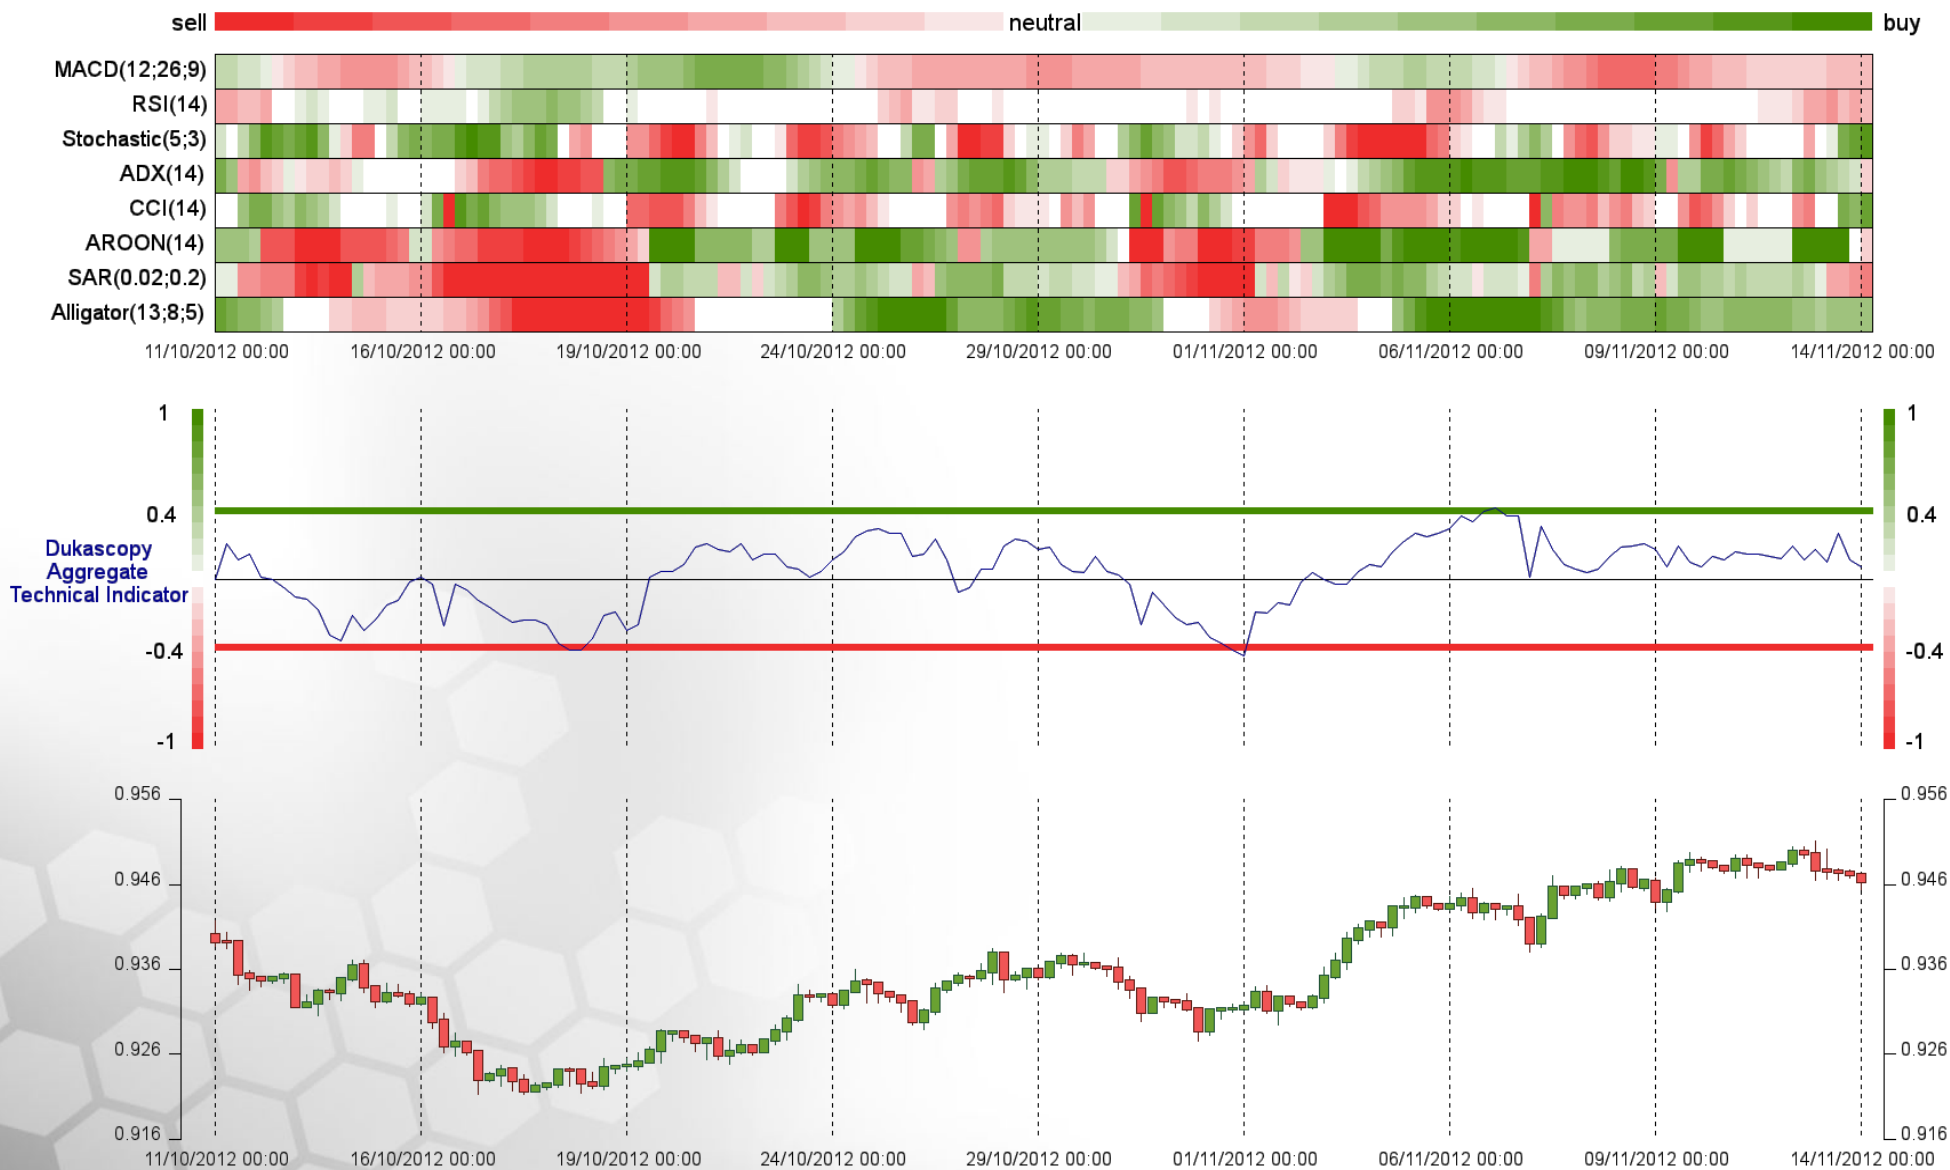 sell neutral buy
MACD(12;26;9)
RSI(14)
Stochastic(5;3)
ADX(14)
CCI(14)
AROON(14)
SAR(0.02;0.2)
Alligator(13;8;5)
11/10/2012 00:00 16/10/2012 00:00 19/10/2012 00:00 24/10/2012 00:00 29/10/2012 00:00 01/11/2012 00:00 06/11/2012 00:00 09/11/2012 00:00 14/11/2012 00:00
1 1
0.4 0.4
Dukascopy
Aggregate
Technical Indicator
-0.4 -0.4
-1 -1
0.956 0.956
0.946 0.946
0.936 0.936
0.926 0.926
0.916 0.916
11/10/2012 00:00 16/10/2012 00:00 19/10/2012 00:00 24/10/2012 00:00 29/10/2012 00:00 01/11/2012 00:00 06/11/2012 00:00 09/11/2012 00:00 14/11/2012 00:00